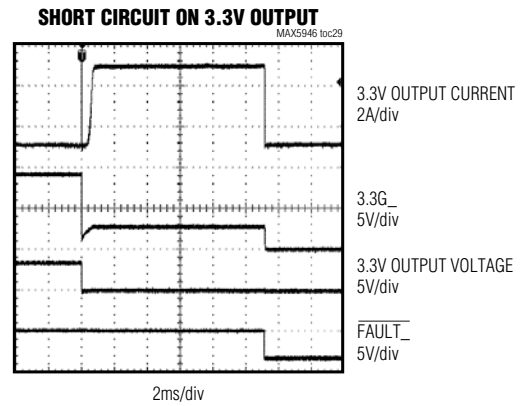 SHORT CIRCUIT ON 3.3V OUTPUT
MAX5946 toc29
3.3V OUTPUT CURRENT
2A/div
3.3G_
5V/div
3.3V OUTPUT VOLTAGE
5V/div
FAULT_
5V/div
2ms/div